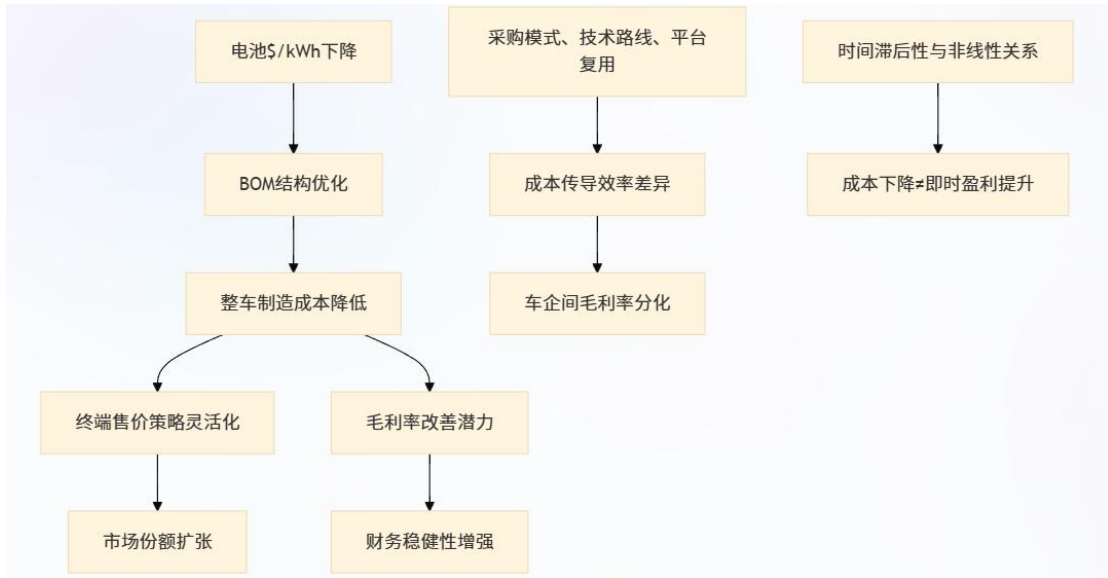 电池$/kWh下降
BOM结构优化
整车制造成本降低
终端售价策略灵活化
毛利率改善潜力
市场份额扩张
财务稳健性增强
采购模式、技术路线、平台
复用
成本传导效率差异
车企间毛利率分化
时间滞后性与非线性关系
成本下降≠即时盈利提升